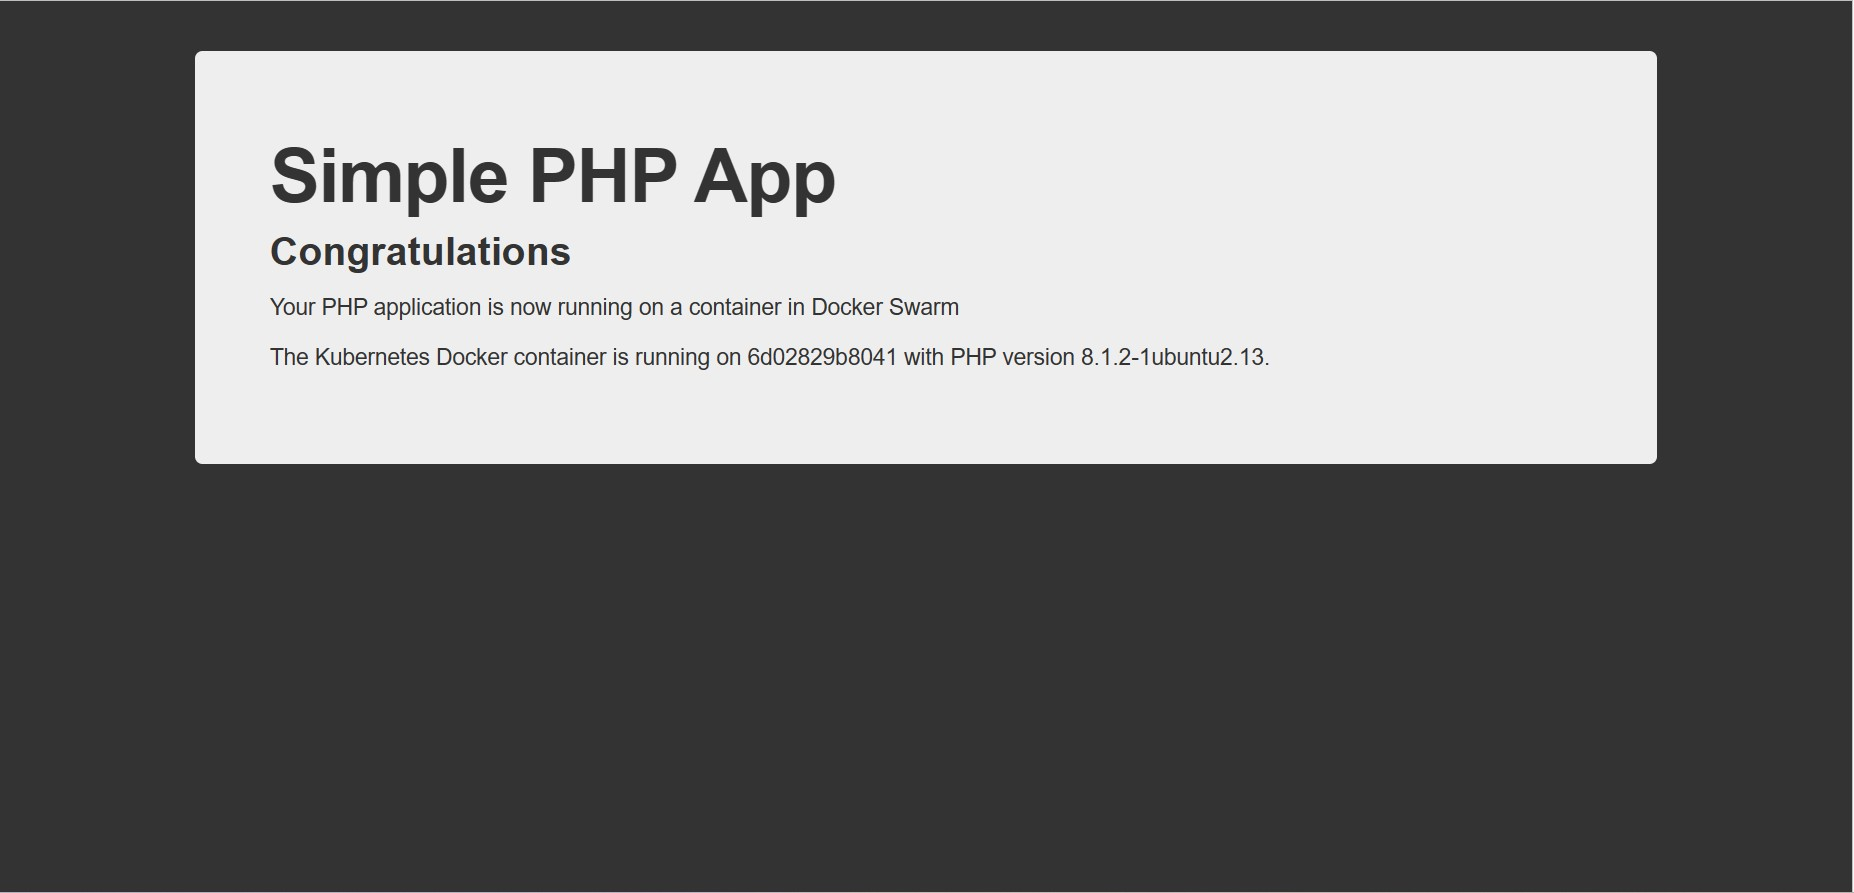 Simple PHP App
Congratulations
Your PHP application is now running on a container in Docker Swarm
The Kubernetes Docker container is running on 6d02829b8041 with PHP version 8.1.2-1ubuntu2.13.